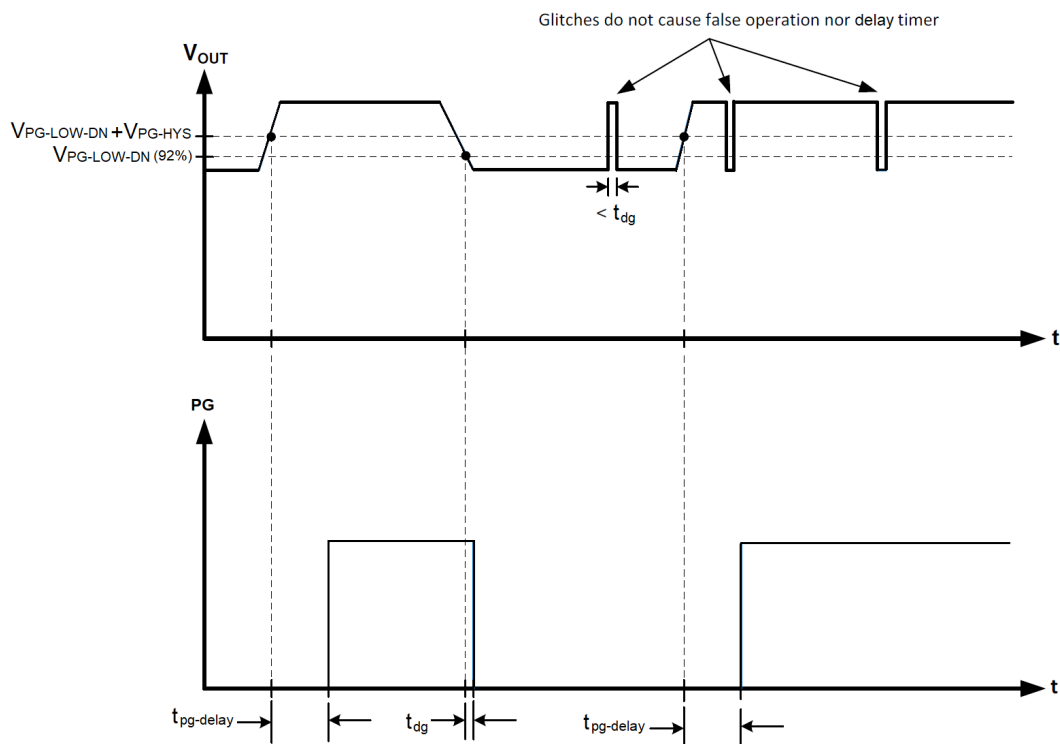 Glitches do not cause false operation nor delay timer
VOUT
VPG-LOW-DN + VPG-HYS
VPG-LOW-DN (92%)
< tdg
t
PG
t
tpg-delay
tdg
tpg-delay